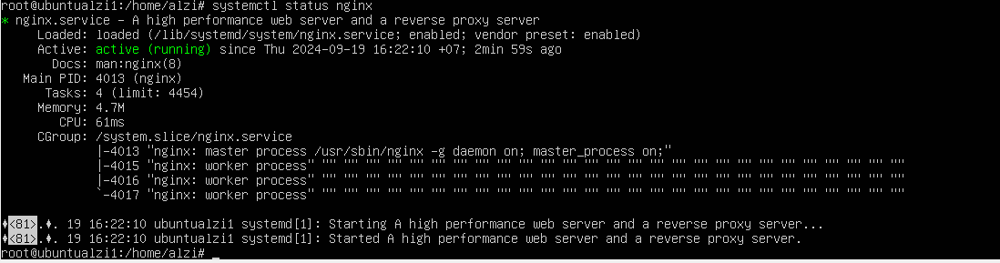 root@ubuntualzi1:/home/alzi# systemctl status nginx
* nginx.service - A high performance web server and a reverse proxy server
Loaded: loaded (/lib/systemd/system/nginx.service; enabled; vendor preset: enabled)
Active: active (running) since Thu 2024-09-19 16:22:10 +07; 2min 59s ago
Docs: man:nginx(8)
Main PID: 4013 (nginx)
Tasks: 4 (limit: 4454)
Memory: 4.7M
CPU: 61ms
CGroup: /system.slice/nginx.service
|-4013 "nginx: master process /usr/sbin/nginx -g daemon on; master_process on;"
|-4015 "nginx: worker process" "" "" "" "" "" "" "" "" "" "" "" "" "" "" "" "" "" "" "" "" "" "" "" "" "" "" ""
|-4016 "nginx: worker process" "" "" "" "" "" "" "" "" "" "" "" "" "" "" "" "" "" "" "" "" "" "" "" "" "" "" ""
`-4017 "nginx: worker process" "" "" "" "" "" "" "" "" "" "" "" "" "" "" "" "" "" "" "" "" "" "" "" "" "" "" ""
♦<81>.♦. 19 16:22:10 ubuntualzi1 systemd[1]: Starting A high performance web server and a reverse proxy server...
♦<81>.♦. 19 16:22:10 ubuntualzi1 systemd[1]: Started A high performance web server and a reverse proxy server.
root@ubuntualzi1:/home/alzi# _